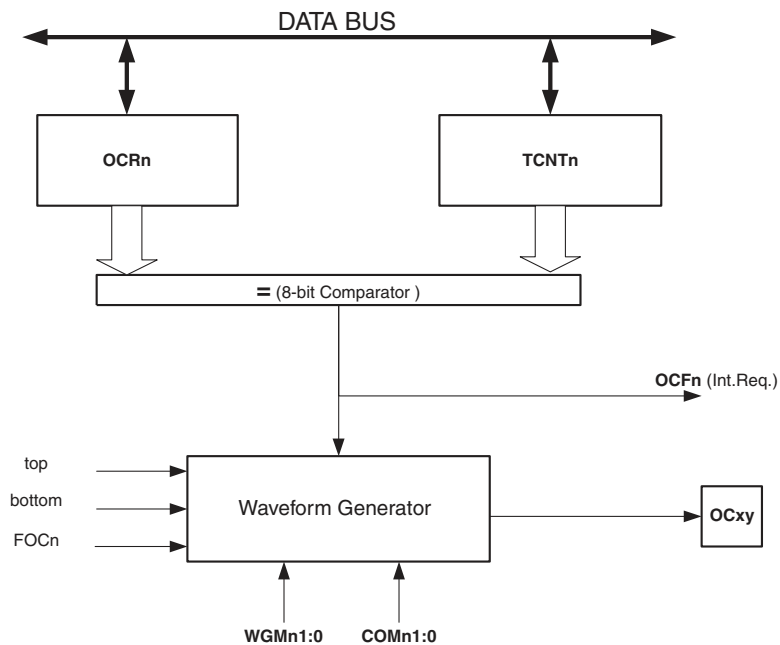 DATA BUS
OCRn
TCNTn
= (8-bit Comparator )
OCFn (Int.Req.)
top
bottom
FOCn
Waveform Generator
OCxy
WGMn1:0
COMn1:0